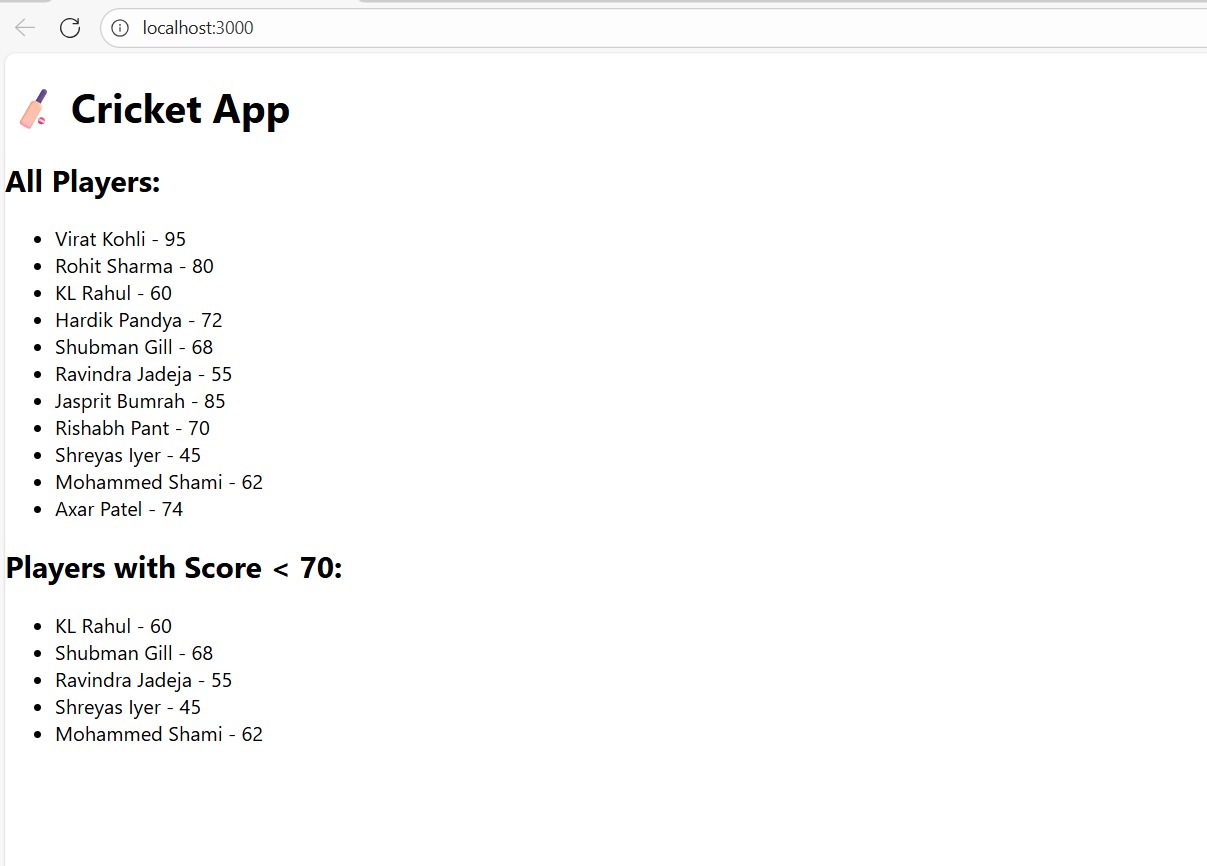 localhost:3000
Cricket App
All Players:
Virat Kohli - 95
Rohit Sharma - 80
KL Rahul - 60
Hardik Pandya - 72
Shubman Gill - 68
Ravindra Jadeja - 55
Jasprit Bumrah - 85
Rishabh Pant - 70
Shreyas Iyer - 45
Mohammed Shami - 62
Axar Patel - 74
Players with Score < 70:
KL Rahul - 60
Shubman Gill - 68
Ravindra Jadeja - 55
Shreyas Iyer - 45
Mohammed Shami - 62